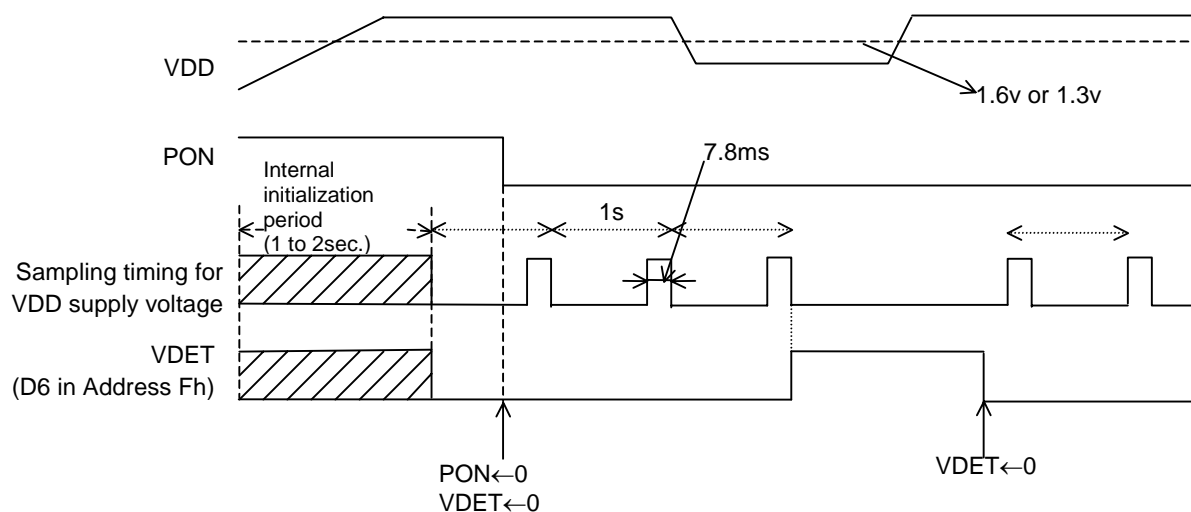 VDD
1.6v or 1.3v
PON
7.8ms
Internal
initialization
period
(1 to 2sec.)
1s
Sampling timing for
VDD supply voltage
VDET
(D6 in Address Fh)
PON←0
VDET←0
VDET←0